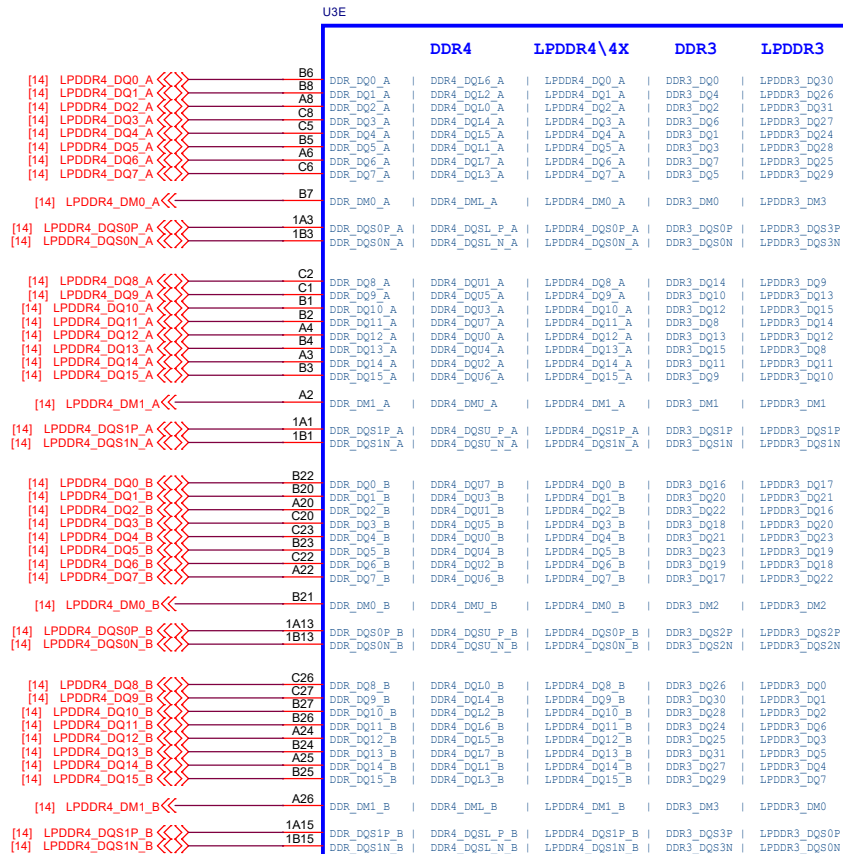 U3E
DDR4 LPDDR4\4X DDR3 LPDDR3
[14] LPDDR4_DQ0_A B6 DDR_DQ0_A | DDR4_DQL6_A | LPDDR4_DQ0_A | DDR3_DQ0 | LPDDR3_DQ30
[14] LPDDR4_DQ1_A B8 DDR_DQ1_A | DDR4_DQL2_A | LPDDR4_DQ1_A | DDR3_DQ4 | LPDDR3_DQ26
[14] LPDDR4_DQ2_A A8 DDR_DQ2_A | DDR4_DQL0_A | LPDDR4_DQ2_A | DDR3_DQ2 | LPDDR3_DQ31
[14] LPDDR4_DQ3_A C8 DDR_DQ3_A | DDR4_DQL4_A | LPDDR4_DQ3_A | DDR3_DQ6 | LPDDR3_DQ27
[14] LPDDR4_DQ4_A C5 DDR_DQ4_A | DDR4_DQL5_A | LPDDR4_DQ4_A | DDR3_DQ1 | LPDDR3_DQ24
[14] LPDDR4_DQ5_A B5 DDR_DQ5_A | DDR4_DQL1_A | LPDDR4_DQ5_A | DDR3_DQ3 | LPDDR3_DQ28
[14] LPDDR4_DQ6_A A6 DDR_DQ6_A | DDR4_DQL7_A | LPDDR4_DQ6_A | DDR3_DQ7 | LPDDR3_DQ25
[14] LPDDR4_DQ7_A C6 DDR_DQ7_A | DDR4_DQL3_A | LPDDR4_DQ7_A | DDR3_DQ5 | LPDDR3_DQ29
[14] LPDDR4_DM0_A B7 DDR_DM0_A | DDR4_DML_A | LPDDR4_DM0_A | DDR3_DM0 | LPDDR3_DM3
[14] LPDDR4_DQS0P_A 1A3 DDR_DQS0P_A | DDR4_DQSL_P_A | LPDDR4_DQS0P_A | DDR3_DQS0P | LPDDR3_DQS3P
[14] LPDDR4_DQS0N_A 1B3 DDR_DQS0N_A | DDR4_DQSL_N_A | LPDDR4_DQS0N_A | DDR3_DQS0N | LPDDR3_DQS3N
[14] LPDDR4_DQ8_A C2 DDR_DQ8_A | DDR4_DQU1_A | LPDDR4_DQ8_A | DDR3_DQ14 | LPDDR3_DQ9
[14] LPDDR4_DQ9_A C1 DDR_DQ9_A | DDR4_DQU5_A | LPDDR4_DQ9_A | DDR3_DQ10 | LPDDR3_DQ13
[14] LPDDR4_DQ10_A B1 DDR_DQ10_A | DDR4_DQU3_A | LPDDR4_DQ10_A | DDR3_DQ12 | LPDDR3_DQ15
[14] LPDDR4_DQ11_A B2 DDR_DQ11_A | DDR4_DQU7_A | LPDDR4_DQ11_A | DDR3_DQ8 | LPDDR3_DQ14
[14] LPDDR4_DQ12_A A4 DDR_DQ12_A | DDR4_DQU0_A | LPDDR4_DQ12_A | DDR3_DQ13 | LPDDR3_DQ12
[14] LPDDR4_DQ13_A B4 DDR_DQ13_A | DDR4_DQU4_A | LPDDR4_DQ13_A | DDR3_DQ15 | LPDDR3_DQ8
[14] LPDDR4_DQ14_A A3 DDR_DQ14_A | DDR4_DQU2_A | LPDDR4_DQ14_A | DDR3_DQ11 | LPDDR3_DQ11
[14] LPDDR4_DQ15_A B3 DDR_DQ15_A | DDR4_DQU6_A | LPDDR4_DQ15_A | DDR3_DQ9 | LPDDR3_DQ10
[14] LPDDR4_DM1_A A2 DDR_DM1_A | DDR4_DMU_A | LPDDR4_DM1_A | DDR3_DM1 | LPDDR3_DM1
[14] LPDDR4_DQS1P_A 1A1 DDR_DQS1P_A | DDR4_DQSU_P_A | LPDDR4_DQS1P_A | DDR3_DQS1P | LPDDR3_DQS1P
[14] LPDDR4_DQS1N_A 1B1 DDR_DQS1N_A | DDR4_DQSU_N_A | LPDDR4_DQS1N_A | DDR3_DQS1N | LPDDR3_DQS1N
[14] LPDDR4_DQ0_B B22 DDR_DQ0_B | DDR4_DQU7_B | LPDDR4_DQ0_B | DDR3_DQ16 | LPDDR3_DQ17
[14] LPDDR4_DQ1_B B20 DDR_DQ1_B | DDR4_DQU3_B | LPDDR4_DQ1_B | DDR3_DQ20 | LPDDR3_DQ21
[14] LPDDR4_DQ2_B A20 DDR_DQ2_B | DDR4_DQU1_B | LPDDR4_DQ2_B | DDR3_DQ22 | LPDDR3_DQ16
[14] LPDDR4_DQ3_B C20 DDR_DQ3_B | DDR4_DQU5_B | LPDDR4_DQ3_B | DDR3_DQ18 | LPDDR3_DQ20
[14] LPDDR4_DQ4_B C23 DDR_DQ4_B | DDR4_DQU0_B | LPDDR4_DQ4_B | DDR3_DQ21 | LPDDR3_DQ23
[14] LPDDR4_DQ5_B B23 DDR_DQ5_B | DDR4_DQU4_B | LPDDR4_DQ5_B | DDR3_DQ23 | LPDDR3_DQ19
[14] LPDDR4_DQ6_B C22 DDR_DQ6_B | DDR4_DQU2_B | LPDDR4_DQ6_B | DDR3_DQ19 | LPDDR3_DQ18
[14] LPDDR4_DQ7_B A22 DDR_DQ7_B | DDR4_DQU6_B | LPDDR4_DQ7_B | DDR3_DQ17 | LPDDR3_DQ22
[14] LPDDR4_DM0_B B21 DDR_DM0_B | DDR4_DMU_B | LPDDR4_DM0_B | DDR3_DM2 | LPDDR3_DM2
[14] LPDDR4_DQS0P_B 1A13 DDR_DQS0P_B | DDR4_DQSU_P_B | LPDDR4_DQS0P_B | DDR3_DQS2P | LPDDR3_DQS2P
[14] LPDDR4_DQS0N_B 1B13 DDR_DQS0N_B | DDR4_DQSU_N_B | LPDDR4_DQS0N_B | DDR3_DQS2N | LPDDR3_DQS2N
[14] LPDDR4_DQ8_B C26 DDR_DQ8_B | DDR4_DQL0_B | LPDDR4_DQ8_B | DDR3_DQ26 | LPDDR3_DQ0
[14] LPDDR4_DQ9_B C27 DDR_DQ9_B | DDR4_DQL4_B | LPDDR4_DQ9_B | DDR3_DQ30 | LPDDR3_DQ1
[14] LPDDR4_DQ10_B B27 DDR_DQ10_B | DDR4_DQL2_B | LPDDR4_DQ10_B | DDR3_DQ28 | LPDDR3_DQ2
[14] LPDDR4_DQ11_B B26 DDR_DQ11_B | DDR4_DQL6_B | LPDDR4_DQ11_B | DDR3_DQ24 | LPDDR3_DQ6
[14] LPDDR4_DQ12_B A24 DDR_DQ12_B | DDR4_DQL5_B | LPDDR4_DQ12_B | DDR3_DQ25 | LPDDR3_DQ3
[14] LPDDR4_DQ13_B B24 DDR_DQ13_B | DDR4_DQL7_B | LPDDR4_DQ13_B | DDR3_DQ31 | LPDDR3_DQ5
[14] LPDDR4_DQ14_B A25 DDR_DQ14_B | DDR4_DQL1_B | LPDDR4_DQ14_B | DDR3_DQ27 | LPDDR3_DQ4
[14] LPDDR4_DQ15_B B25 DDR_DQ15_B | DDR4_DQL3_B | LPDDR4_DQ15_B | DDR3_DQ29 | LPDDR3_DQ7
[14] LPDDR4_DM1_B A26 DDR_DM1_B | DDR4_DML_B | LPDDR4_DM1_B | DDR3_DM3 | LPDDR3_DM0
[14] LPDDR4_DQS1P_B 1A15 DDR_DQS1P_B | DDR4_DQSL_P_B | LPDDR4_DQS1P_B | DDR3_DQS3P | LPDDR3_DQS0P
[14] LPDDR4_DQS1N_B 1B15 DDR_DQS1N_B | DDR4_DQSL_N_B | LPDDR4_DQS1N_B | DDR3_DQS3N | LPDDR3_DQS0N